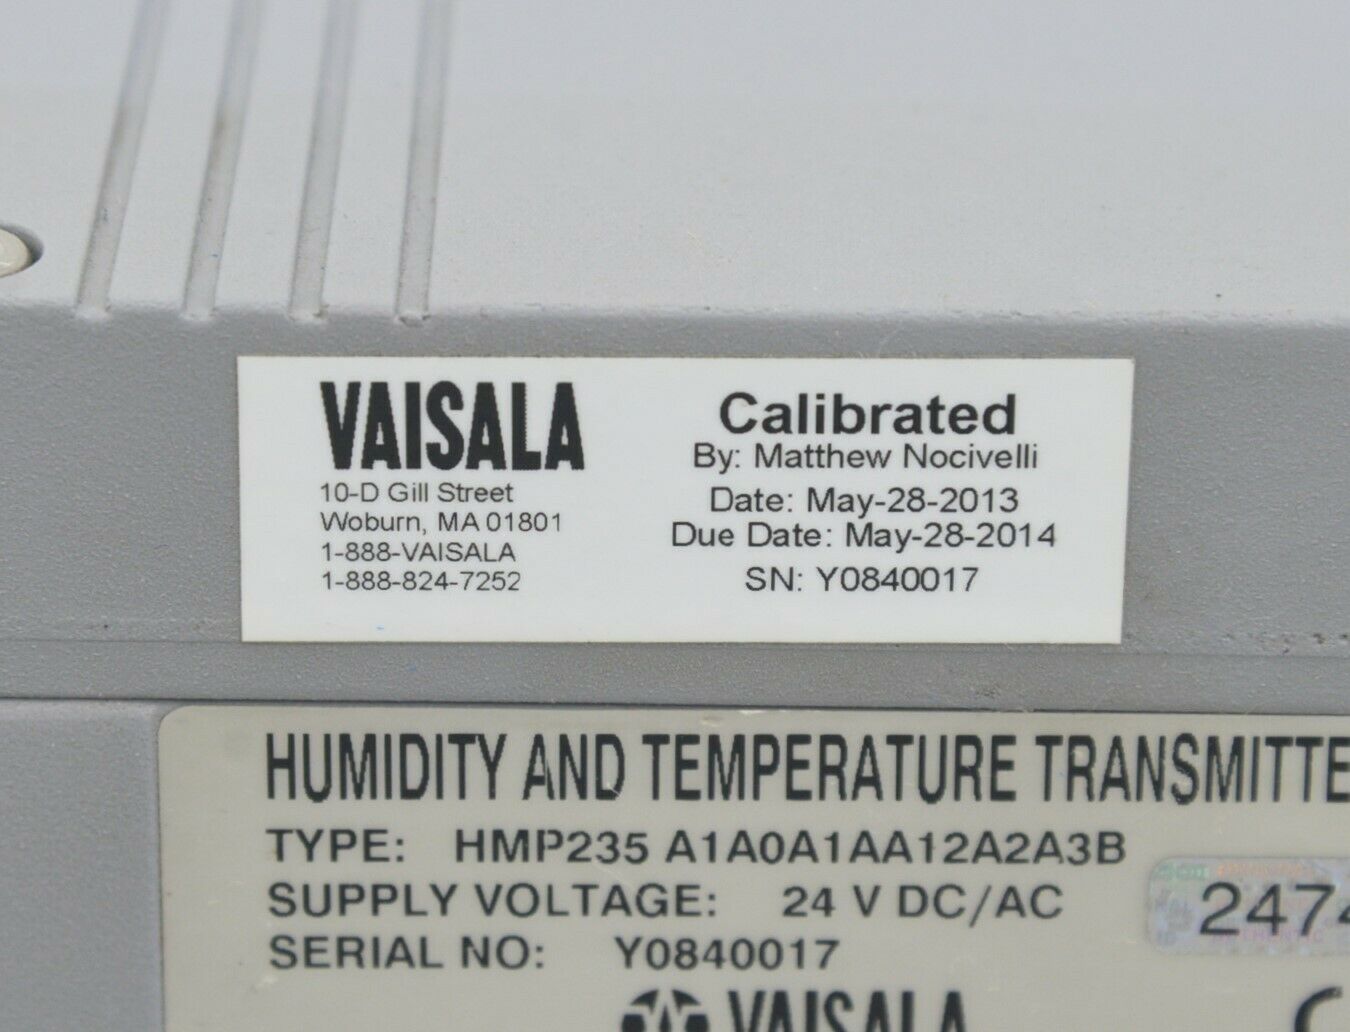 VAISALA
10-D Gill Street
Woburn, MA 01801
1-888-VAISALA
1-888-824-7252
Calibrated
By: Matthew Nocivelli
Date: May-28-2013
Due Date: May-28-2014
SN: Y0840017
HUMIDITY AND TEMPERATURE TRANSMITTE
TYPE: HMP235 A1A0A1AA12A2A3B
SUPPLY VOLTAGE: 24 V DC/AC
2474
SERIAL NO: Y0840017
VAISALA